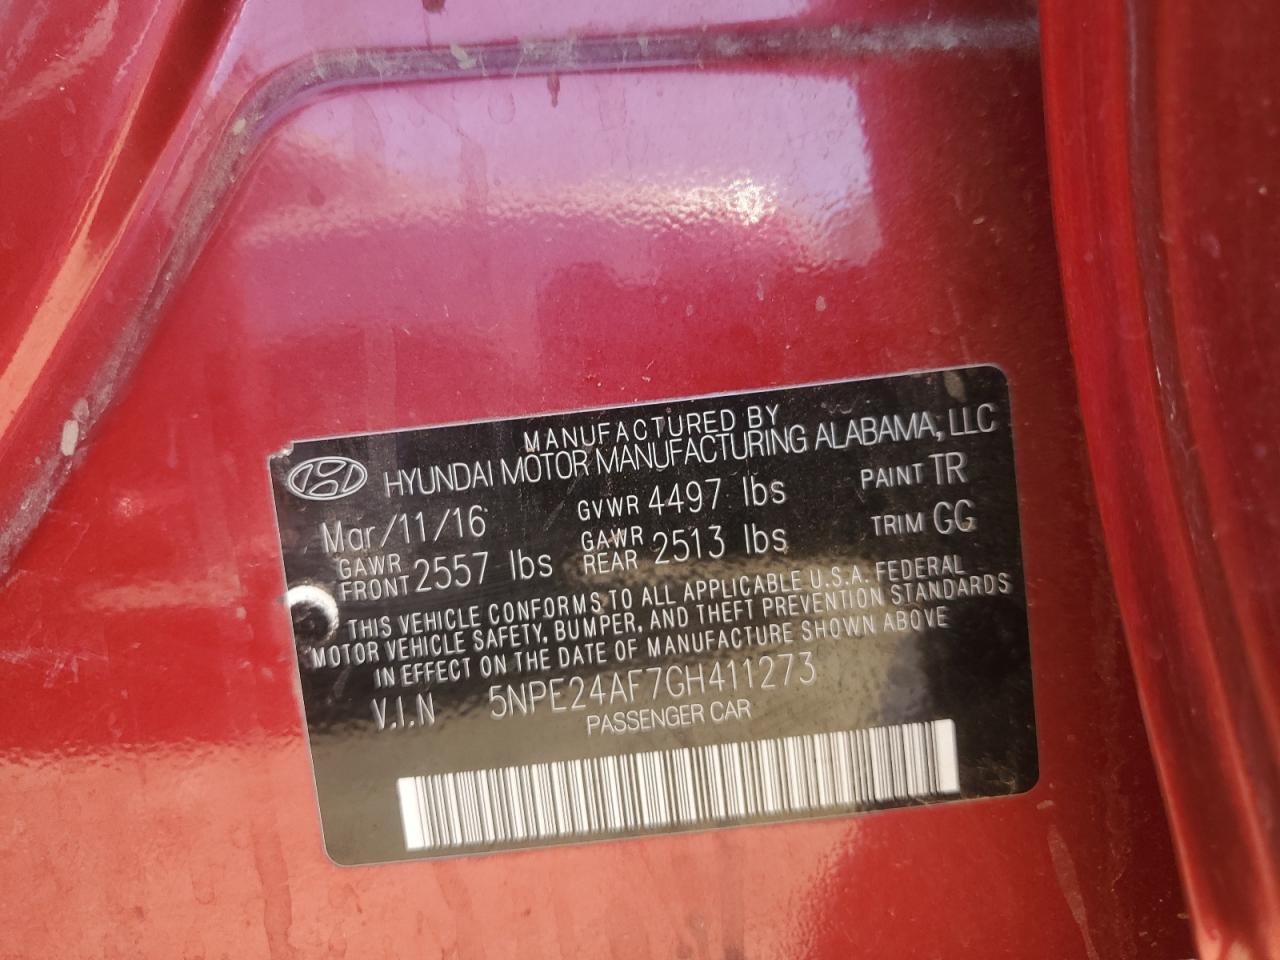 MANUFACTURED BY
HYUNDAI MOTOR MANUFACTURING ALABAMA, LLC
Mar/11/16 GVWR 4497 lbs PAINT TR
GAWR FRONT 2557 lbs GAWR REAR 2513 lbs TRIM GG
THIS VEHICLE CONFORMS TO ALL APPLICABLE U.S.A. FEDERAL
MOTOR VEHICLE SAFETY, BUMPER, AND THEFT PREVENTION STANDARDS
IN EFFECT ON THE DATE OF MANUFACTURE SHOWN ABOVE
V.I.N 5NPE24AF7GH411273
PASSENGER CAR